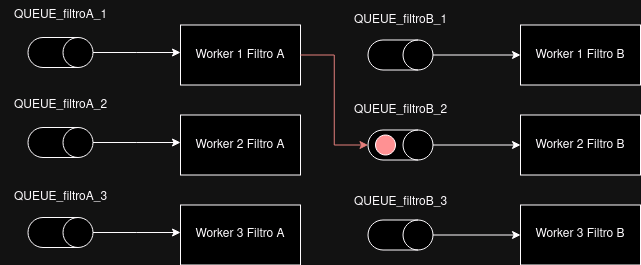 QUEUE_filtroA_1
Worker 1 Filtro A
QUEUE_filtroB_1
Worker 1 Filtro B
QUEUE_filtroA_2
Worker 2 Filtro A
QUEUE_filtroB_2
Worker 2 Filtro B
QUEUE_filtroA_3
Worker 3 Filtro A
QUEUE_filtroB_3
Worker 3 Filtro B